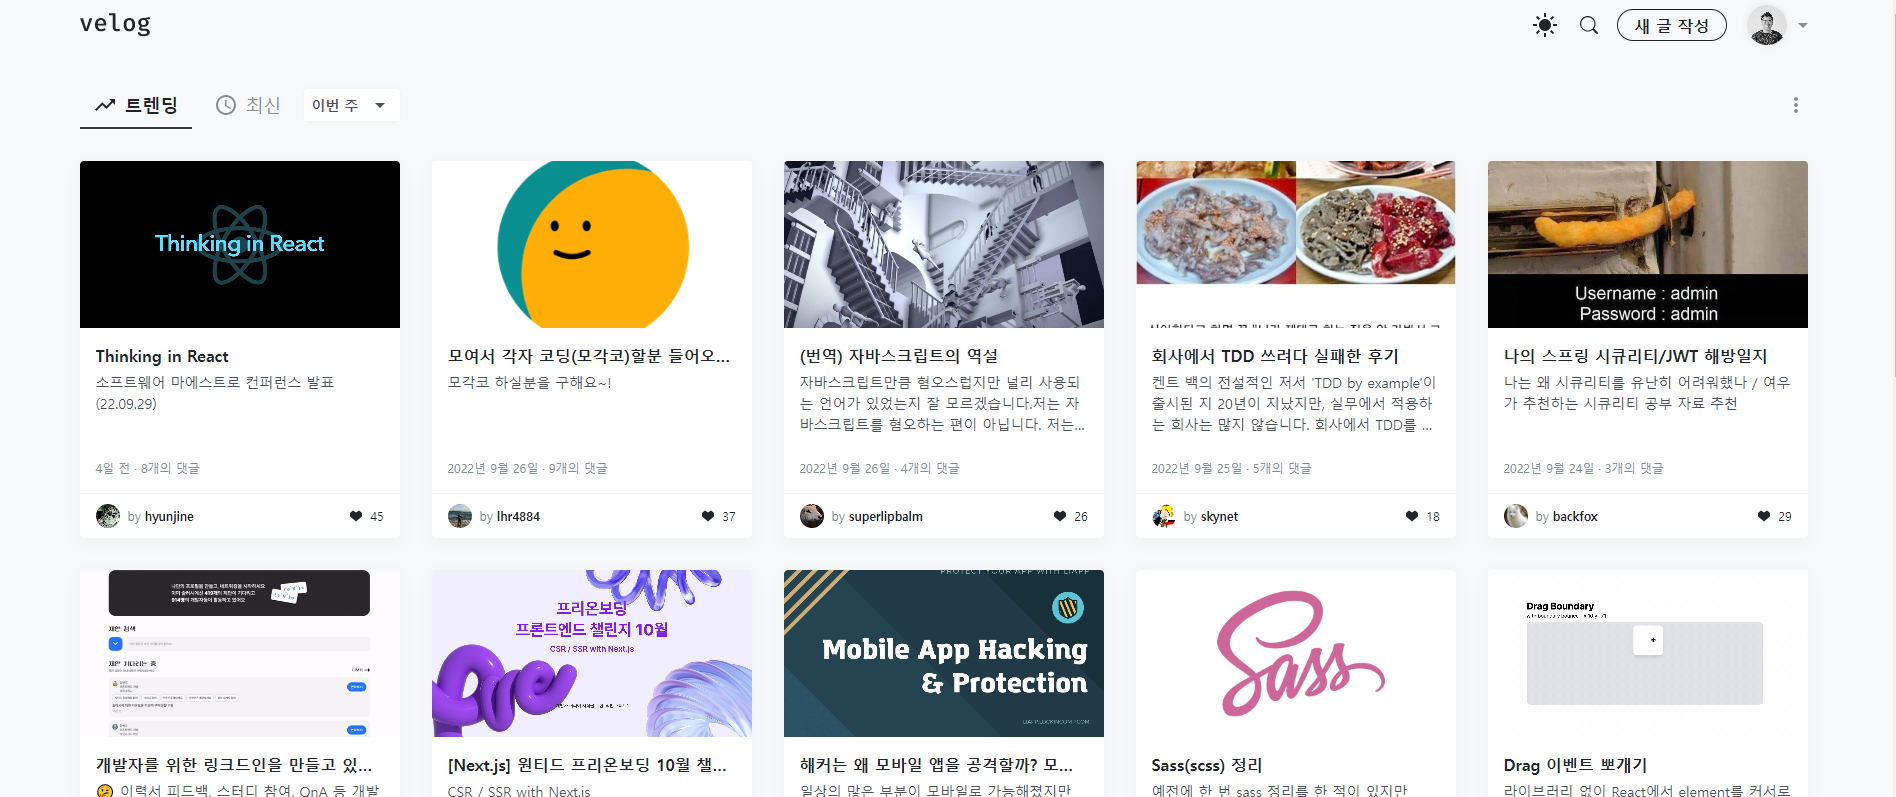 velog
새 글 작성
트렌딩
최신
이번 주
Thinking in React
Username : admin
Password : admin
Thinking in React
소프트웨어 마에스트로 컨퍼런스 발표
(22.09.29)
4일 전 · 8개의 댓글
by hyunjine
45
모여서 각자 코딩(모각코)할분 들어오...
모각코 하실분을 구해요~!
2022년 9월 26일 · 9개의 댓글
by lhr4884
37
(번역) 자바스크립트의 역설
자바스크립트만큼 혐오스럽지만 널리 사용되
는 언어가 있었는지 잘 모르겠습니다.저는 자
바스크립트를 혐오하는 편이 아닙니다. 저는...
2022년 9월 26일 · 4개의 댓글
by superlipbalm
26
회사에서 TDD 쓰려다 실패한 후기
켄트 백의 전설적인 저서 'TDD by example'이
출시된 지 20년이 지났지만, 실무에서 적용하
는 회사는 많지 않습니다. 회사에서 TDD를 ...
2022년 9월 25일 · 5개의 댓글
by skynet
18
나의 스프링 시큐리티/JWT 해방일지
나는 왜 시큐리티를 유난히 어려워했나 / 여우
가 추천하는 시큐리티 공부 자료 추천
2022년 9월 24일 · 3개의 댓글
by backfox
29
제안 검색
제안 기다리는 중
개발자를 위한 링크드인을 만들고 있...
이력서 피드백, 스터디 참여, QnA 등 개발
프리온보딩
프론트엔드 챌린지 10월
CSR / SSR with Next.js
[Next.js] 원티드 프리온보딩 10월 챌...
CSR / SSR with Next.js
PROTECT YOUR APP WITH LIAPP
Mobile App Hacking
& Protection
LIAPP.LOCKINCOMP.COM
해커는 왜 모바일 앱을 공격할까? 모...
일상의 많은 부분이 모바일로 가능해졌지만
Sass
Sass(scss) 정리
예전에 한 번 sass 정리를 한 적이 있지만
Drag Boundary
Drag 이벤트 뽀개기
라이브러리 없이 React에서 element를 커서로